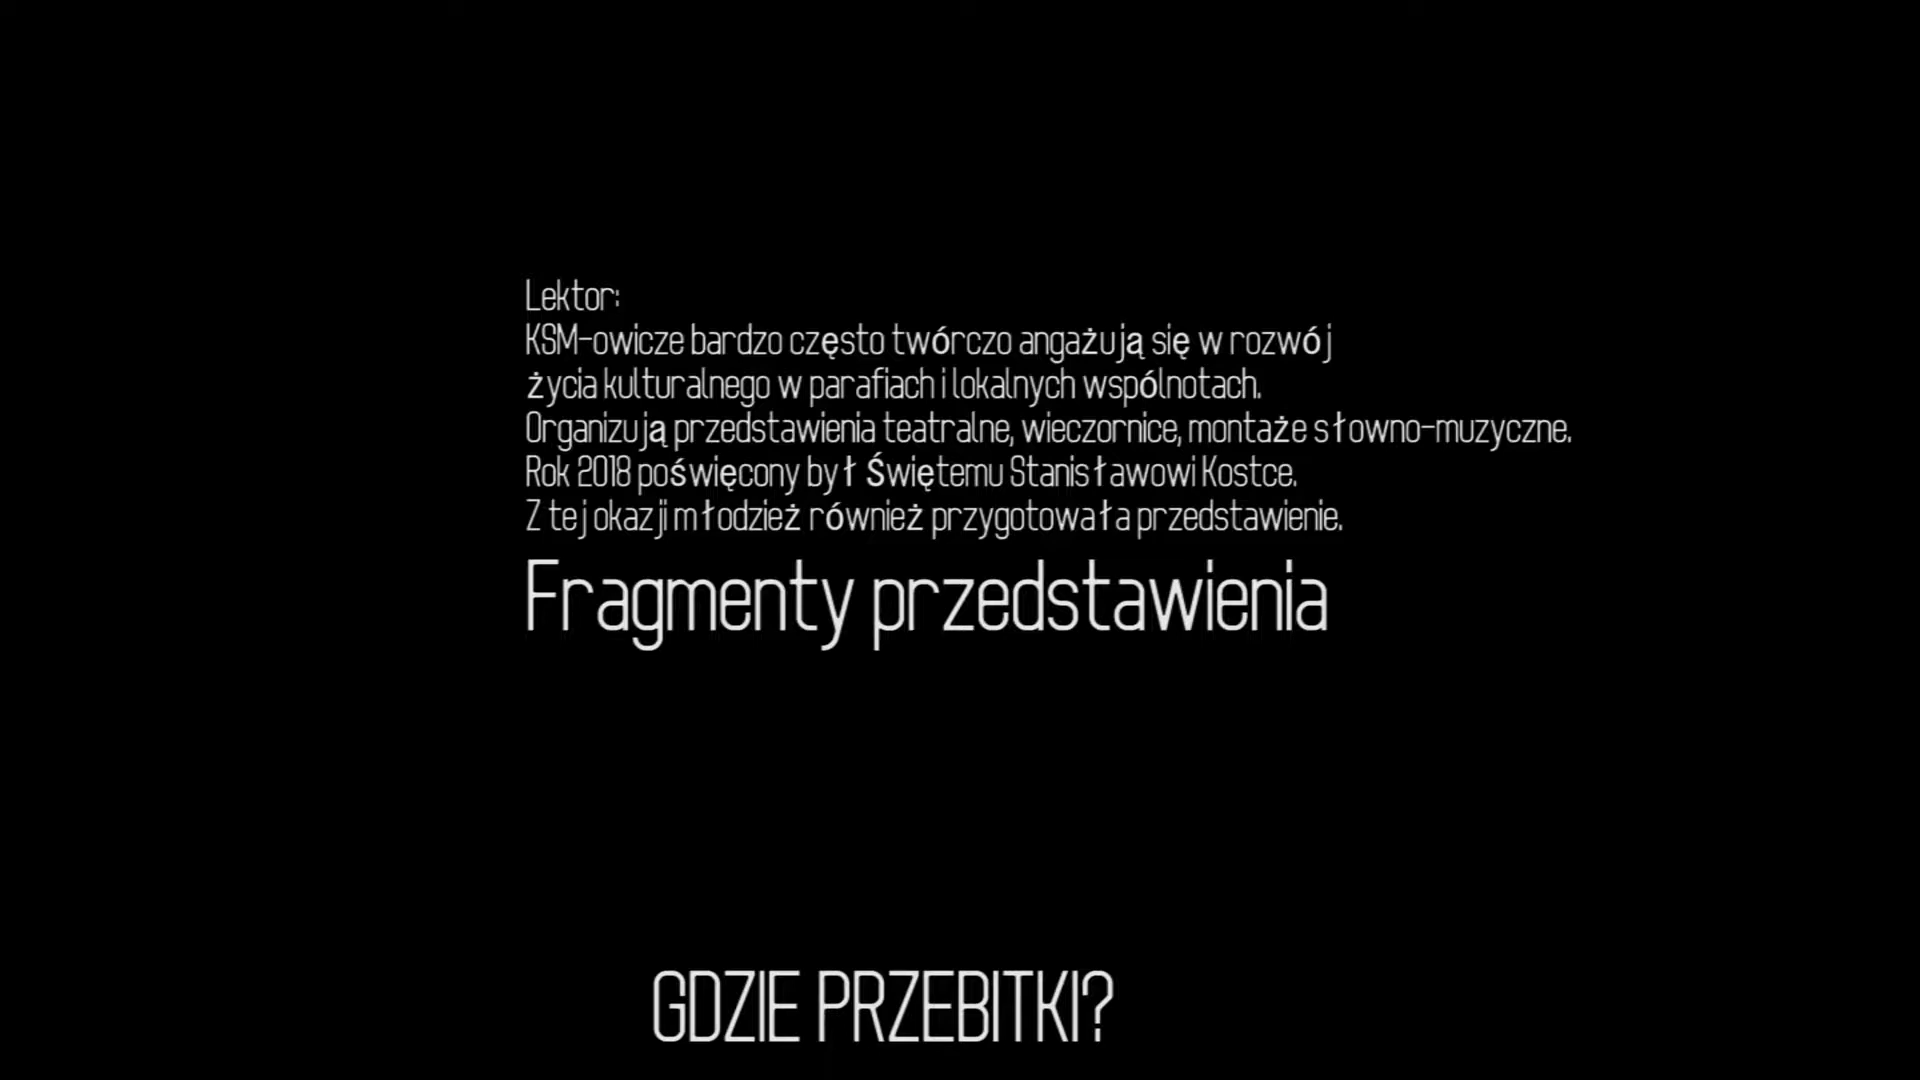 Lektor:
KSM-owicze bardzo często twórczo angażują się w rozwój
życia kulturalnego w parafiach i lokalnych wspólnotach.
Organizują przedstawienia teatralne, wieczornice, montaże słowno-muzyczne.
Rok 2018 poświęcony był Świętemu Stanisławowi Kostce.
Z tej okazji młodzież również przygotowała przedstawienie.
Fragmenty przedstawienia
GDZIE PRZEBITKI?